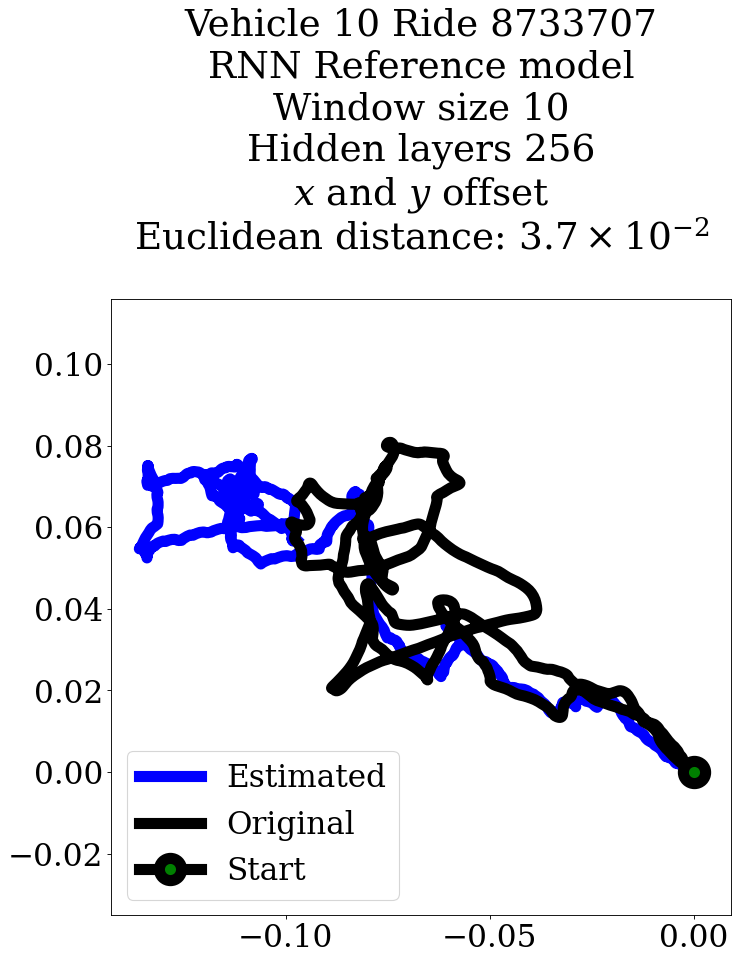 Vehicle 10 Ride 8733707
RNN Reference model
Window size 10
Hidden layers 256
x and y offset
Euclidean distance: 3.7 × 10⁻²
0.10
0.08
0.06
0.04
0.02
0.00
−0.02
Estimated
Original
Start
−0.10
−0.05
0.00